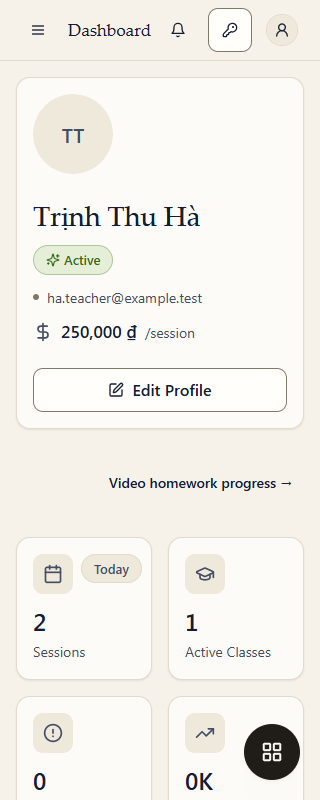 Dashboard
TT
Trịnh Thu Hà
Active
ha.teacher@example.test
250,000 ₫ /session
Edit Profile
Video homework progress →
Today
2
Sessions
1
Active Classes
0
0K